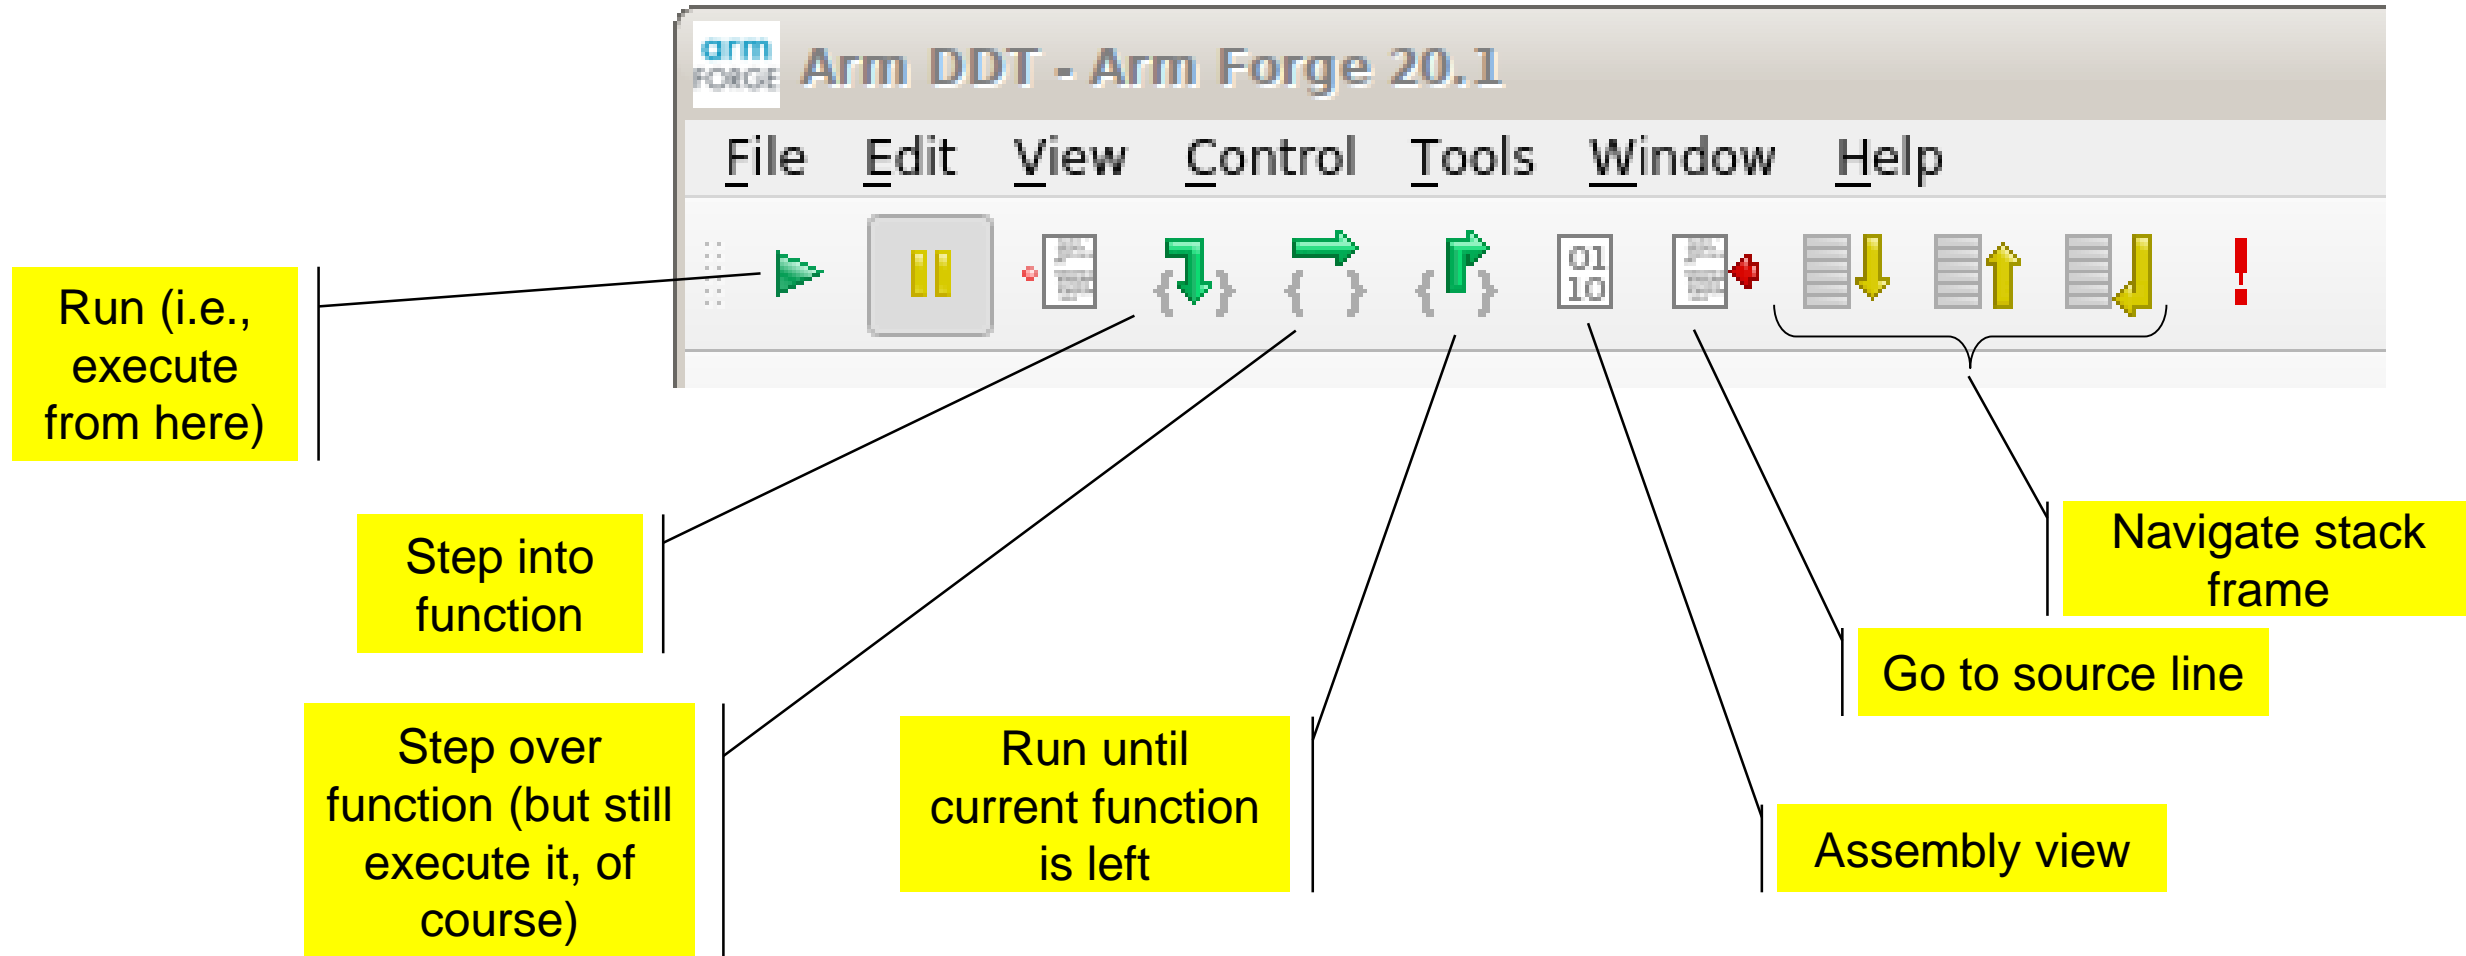 arm
FORGE
Arm DDT - Arm Forge 20.1
File Edit View Control Tools Window Help
01
10
Run (i.e.,
execute
from here)
Step into
function
Step over
function (but still
execute it, of
course)
Run until
current function
is left
Assembly view
Go to source line
Navigate stack
frame